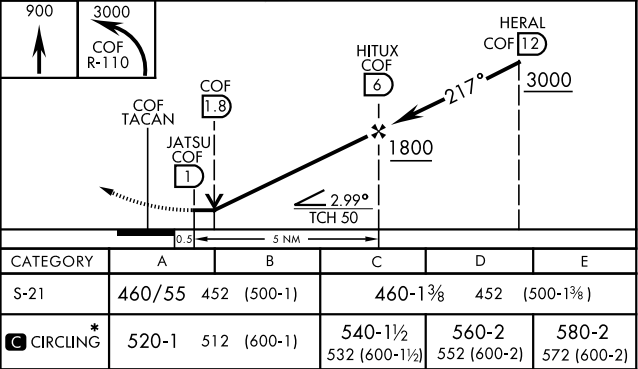 900
3000
COF
R-110
HERAL
COF 12
HITUX
COF
6
217°
3000
COF
1.8
COF
TACAN
JATSU
COF
1
1800
2.99°
TCH 50
0.5
5 NM
CATEGORY A B C D E
S-21 460/55 452 (500-1) 460-1⅜ 452 (500-1⅜)
C CIRCLING* 520-1 512 (600-1) 540-1½ 532 (600-1½) 560-2 552 (600-2) 580-2 572 (600-2)